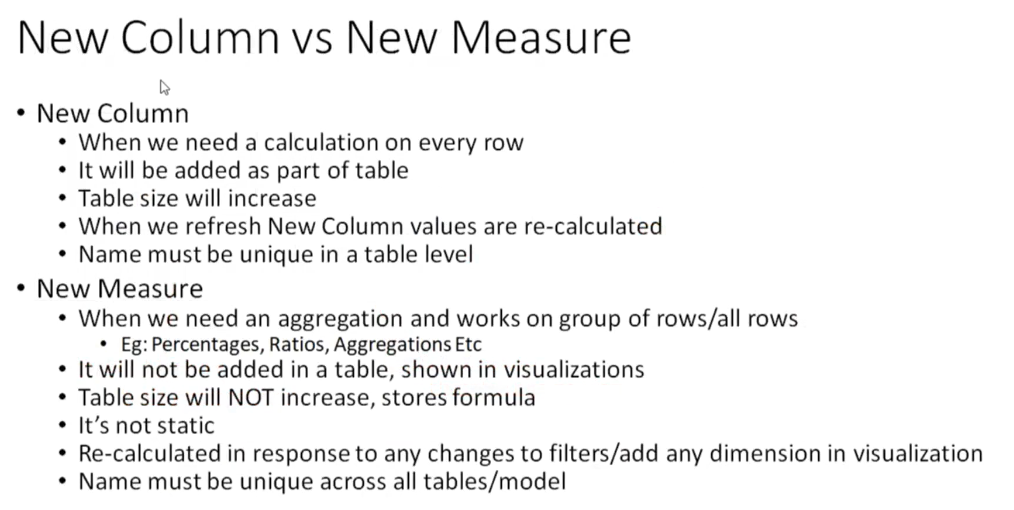 New Column vs New Measure
• New Column
• When we need a calculation on every row
• It will be added as part of table
• Table size will increase
• When we refresh New Column values are re-calculated
• Name must be unique in a table level
• New Measure
• When we need an aggregation and works on group of rows/all rows
• Eg: Percentages, Ratios, Aggregations Etc
• It will not be added in a table, shown in visualizations
• Table size will NOT increase, stores formula
• It’s not static
• Re-calculated in response to any changes to filters/add any dimension in visualization
• Name must be unique across all tables/model